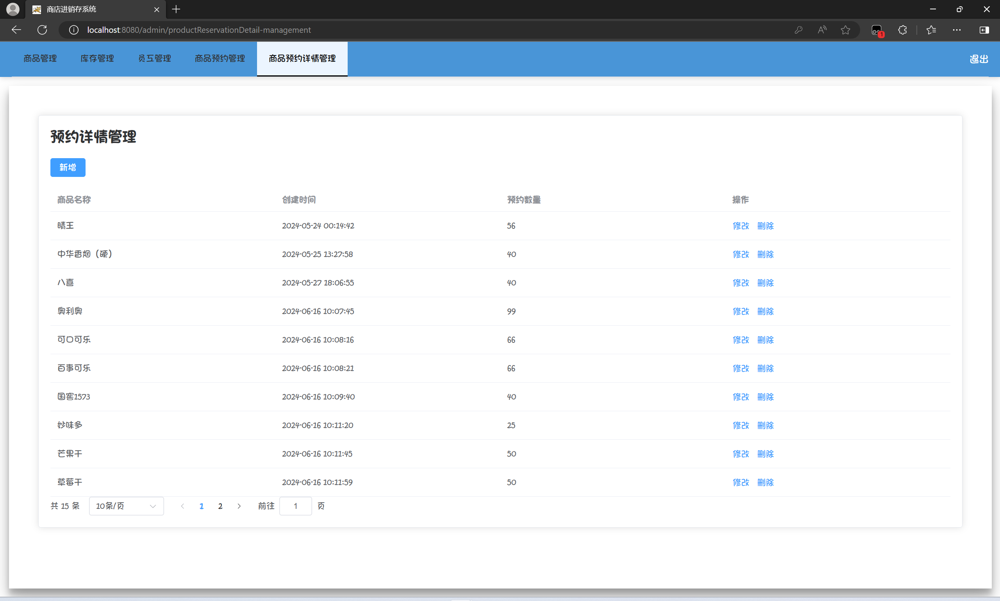 商店进销存系统
localhost:8080/admin/productReservationDetail-management
1
商品管理 库存管理 员工管理 商品预约管理 商品预约详情管理 退出
预约详情管理
新增
商品名称 创建时间 预约数量 操作
晴王 2024-05-24 00:14:42 56 修改 删除
中华香烟（硬） 2024-05-25 13:27:58 40 修改 删除
八喜 2024-05-27 18:06:55 40 修改 删除
奥利奥 2024-06-16 10:07:45 99 修改 删除
可口可乐 2024-06-16 10:08:16 66 修改 删除
百事可乐 2024-06-16 10:08:21 66 修改 删除
国窖1573 2024-06-16 10:09:40 40 修改 删除
妙味多 2024-06-16 10:11:20 25 修改 删除
芒果干 2024-06-16 10:11:45 50 修改 删除
草莓干 2024-06-16 10:11:59 50 修改 删除
共 15 条 10条/页 1 2 前往 1 页